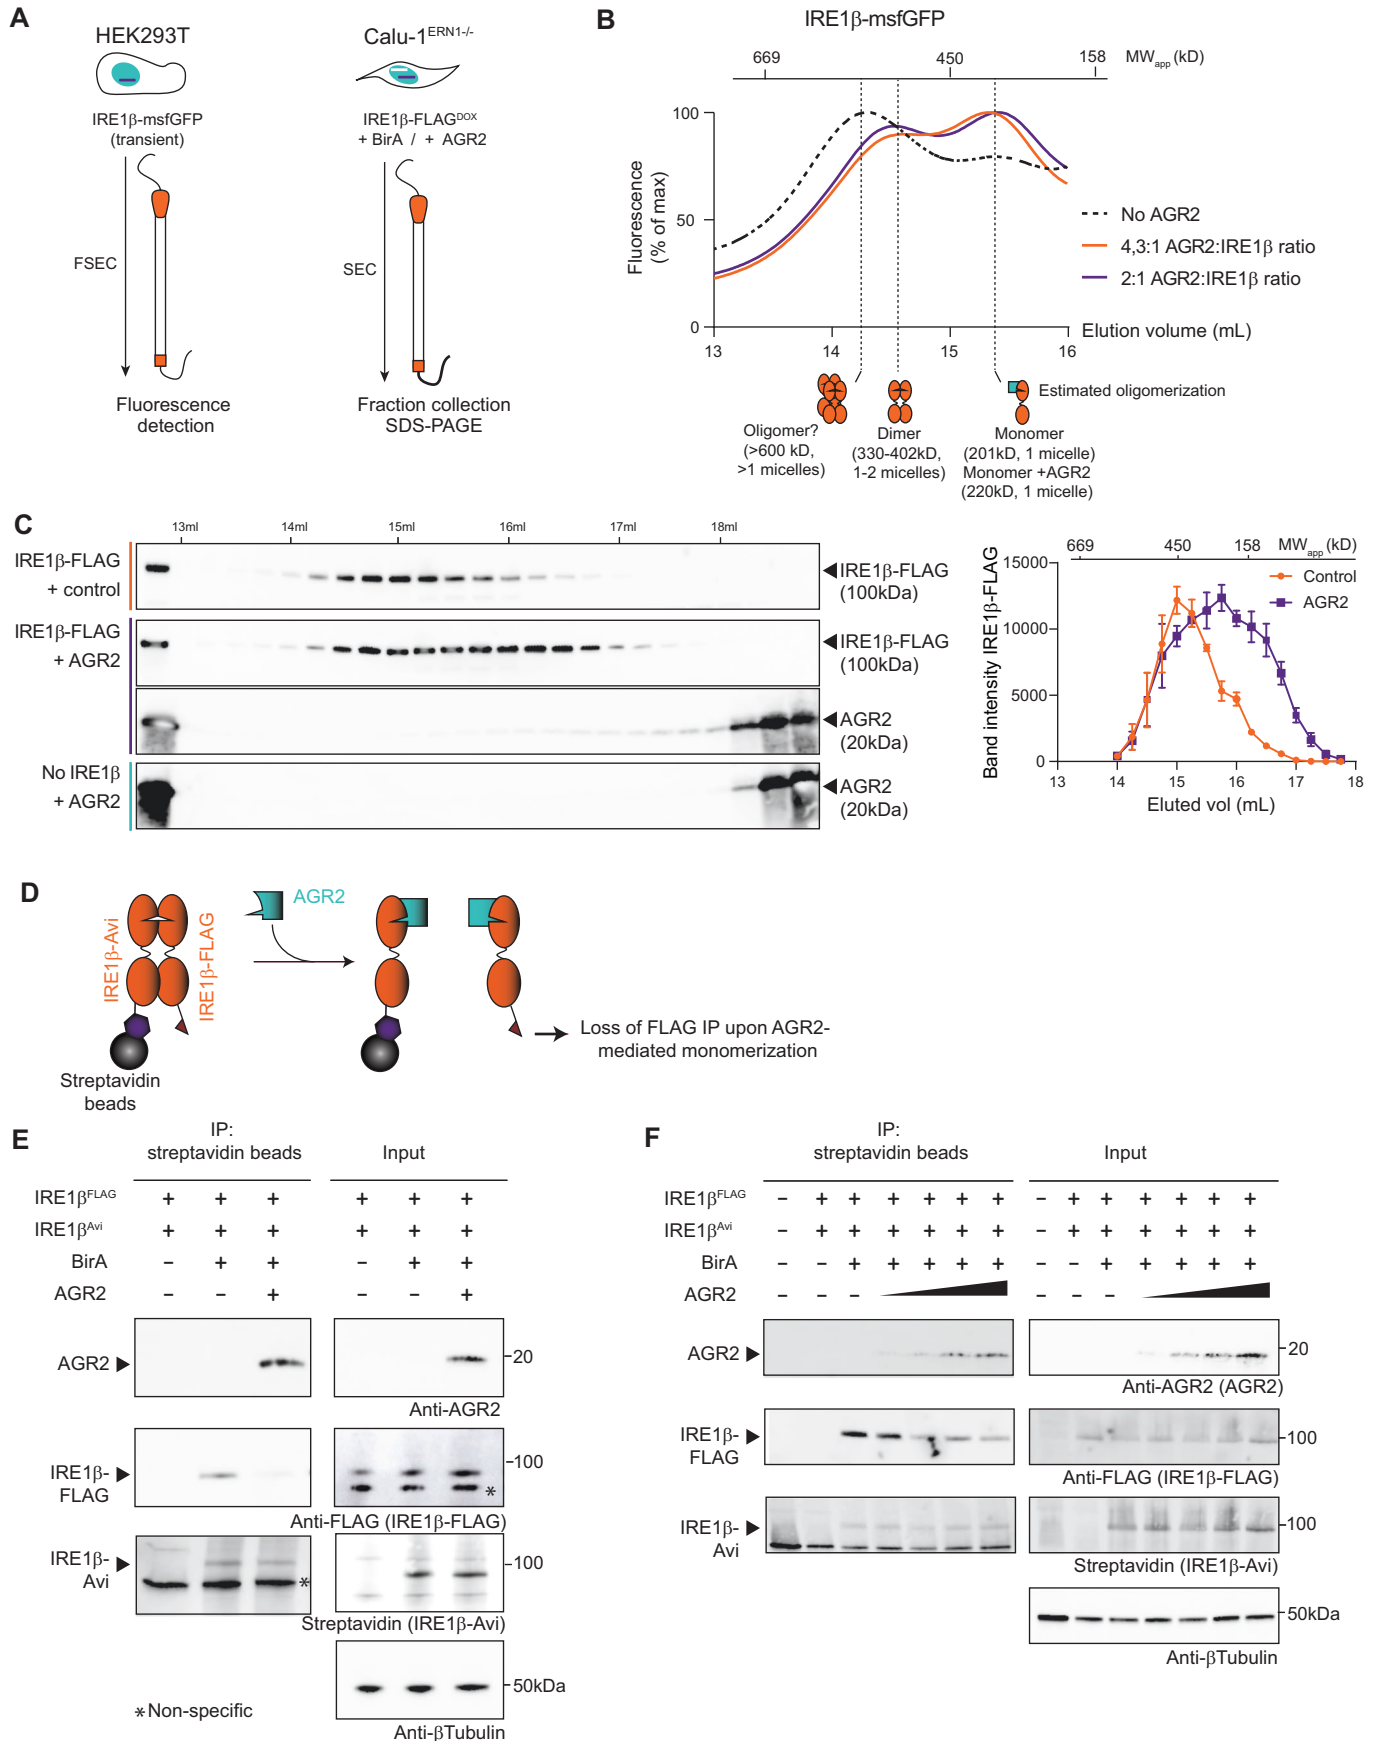 A
HEK293T
Calu-1ERN1-/-
IRE1β-msfGFP
(transient)
IRE1β-FLAGDOX
+ BirA / + AGR2
FSEC
SEC
Fluorescence
detection
Fraction collection
SDS-PAGE
B
IRE1β-msfGFP
669
450
158
MWapp (kD)
100
50
0
Fluorescence
(% of max)
13
14
15
16
Elution volume (mL)
No AGR2
4,3:1 AGR2:IRE1β ratio
2:1 AGR2:IRE1β ratio
Estimated oligomerization
Oligomer?
(>600 kD,
>1 micelles)
Dimer
(330-402kD,
1-2 micelles)
Monomer
(201kD, 1 micelle)
Monomer +AGR2
(220kD, 1 micelle)
C
13ml
14ml
15ml
16ml
17ml
18ml
IRE1β-FLAG
+ control
IRE1β-FLAG
(100kDa)
IRE1β-FLAG
+ AGR2
IRE1β-FLAG
(100kDa)
AGR2
(20kDa)
No IRE1β
+ AGR2
AGR2
(20kDa)
669
450
158
MWapp (kD)
Band intensity IRE1β-FLAG
15000
10000
5000
0
Control
AGR2
13
14
15
16
17
18
Eluted vol (mL)
D
IRE1β-Avi
IRE1β-FLAG
AGR2
Streptavidin
beads
Loss of FLAG IP upon AGR2-
mediated monomerization
E
IP:
streptavidin beads
Input
IRE1βFLAG + + + + + +
IRE1βAvi + + + + + +
BirA – + + – + +
AGR2 – – + – – +
AGR2
20
Anti-AGR2
IRE1β-
FLAG
100
*
Anti-FLAG (IRE1β-FLAG)
IRE1β-
Avi
*
100
Streptavidin (IRE1β-Avi)
50kDa
Anti-βTubulin
*Non-specific
F
IP:
streptavidin beads
Input
IRE1βFLAG – + + + + + + – + + + + + +
IRE1βAvi – + + + + + + – + + + + + +
BirA – – + + + + + – – + + + + +
AGR2 – – – – – –
AGR2
20
Anti-AGR2 (AGR2)
IRE1β-
FLAG
100
Anti-FLAG (IRE1β-FLAG)
IRE1β-
Avi
100
Streptavidin (IRE1β-Avi)
50kDa
Anti-βTubulin